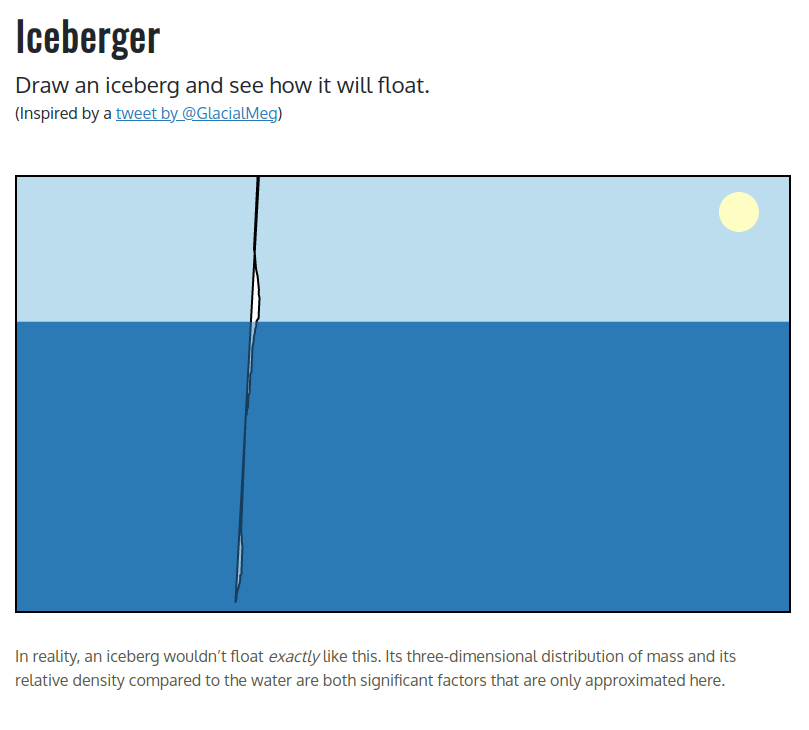 Iceberger
Draw an iceberg and see how it will float.
(Inspired by a tweet by @GlacialMeg)
In reality, an iceberg wouldn’t float exactly like this. Its three-dimensional distribution of mass and its
relative density compared to the water are both significant factors that are only approximated here.